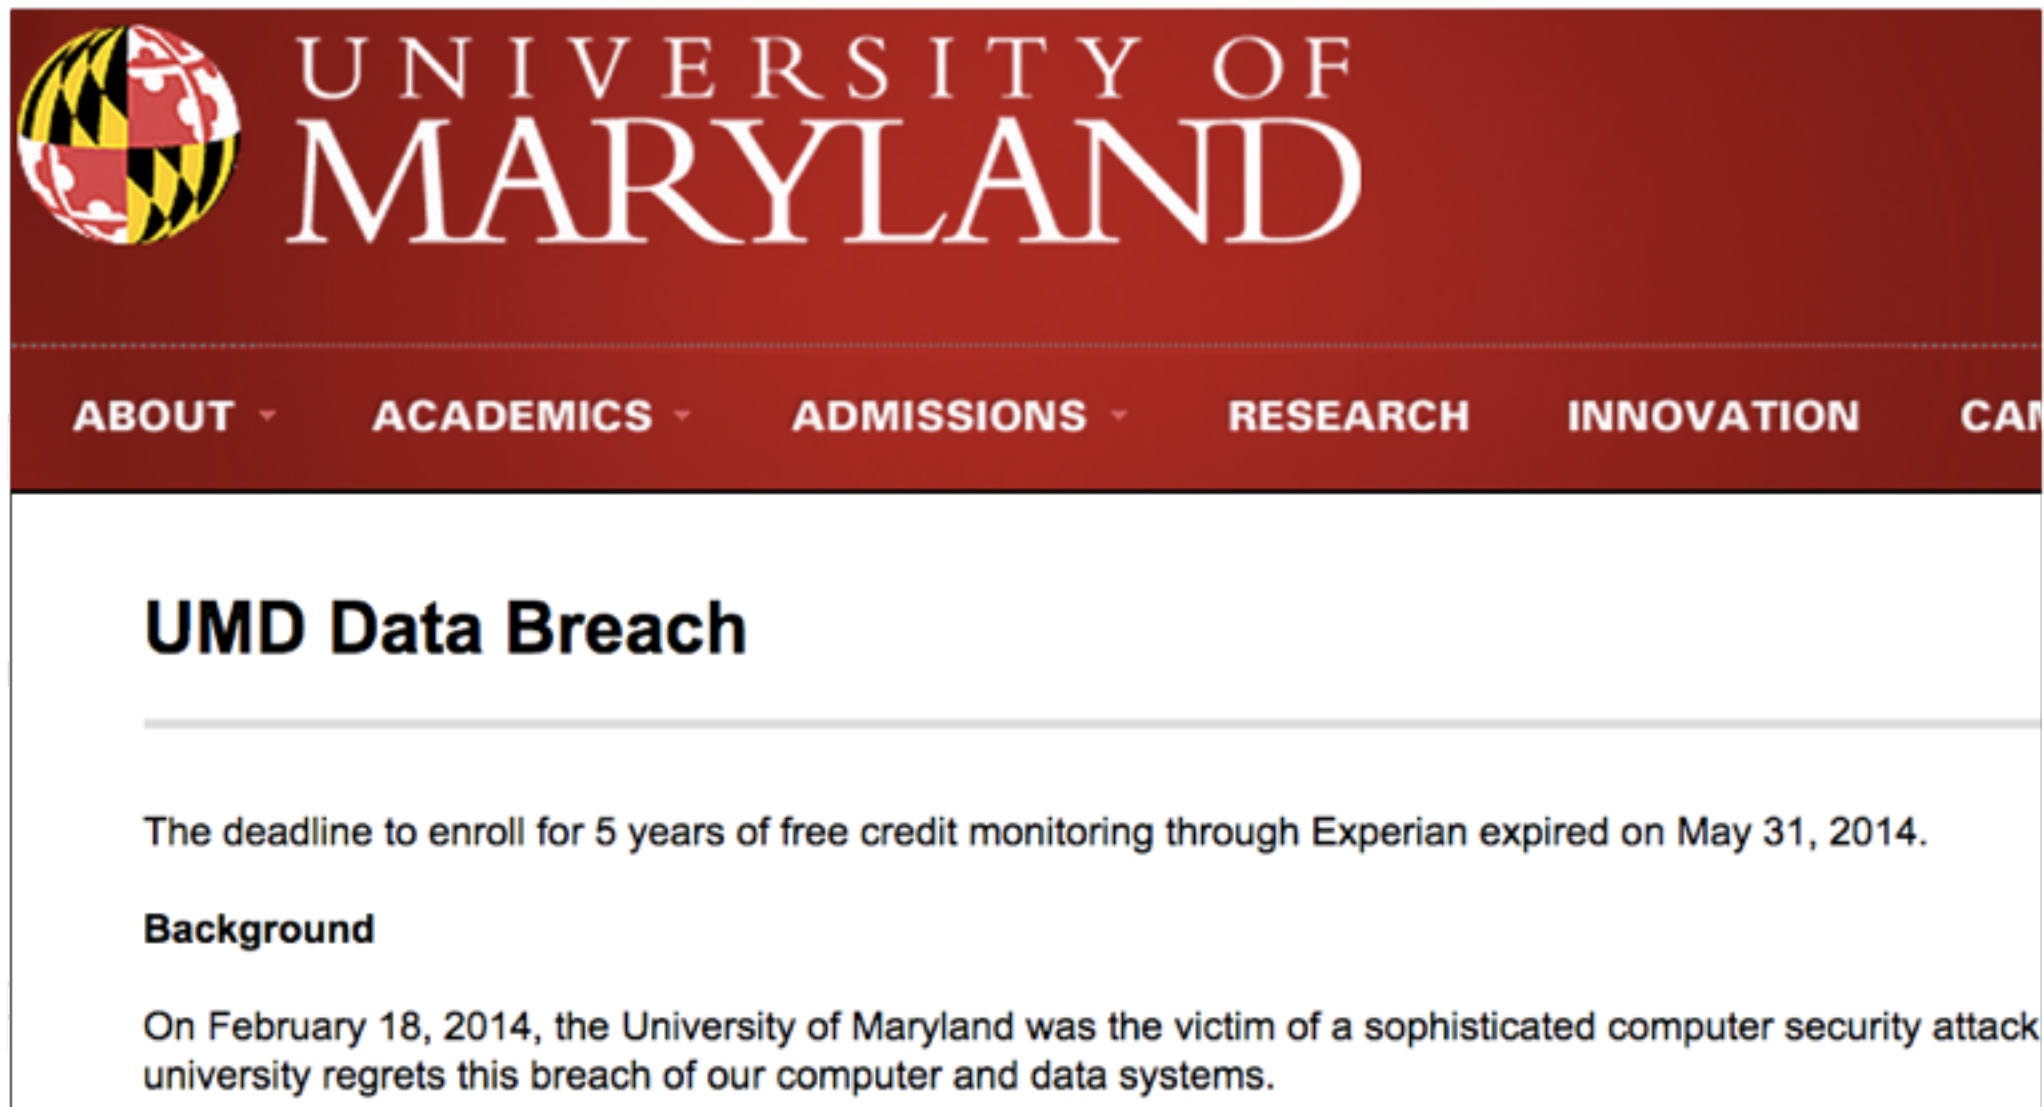 UNIVERSITY OF
MARYLAND
ABOUT ACADEMICS ADMISSIONS RESEARCH INNOVATION
UMD Data Breach
The deadline to enroll for 5 years of free credit monitoring through Experian expired on May 31, 2014.
Background
On February 18, 2014, the University of Maryland was the victim of a sophisticated computer security attack
university regrets this breach of our computer and data systems.